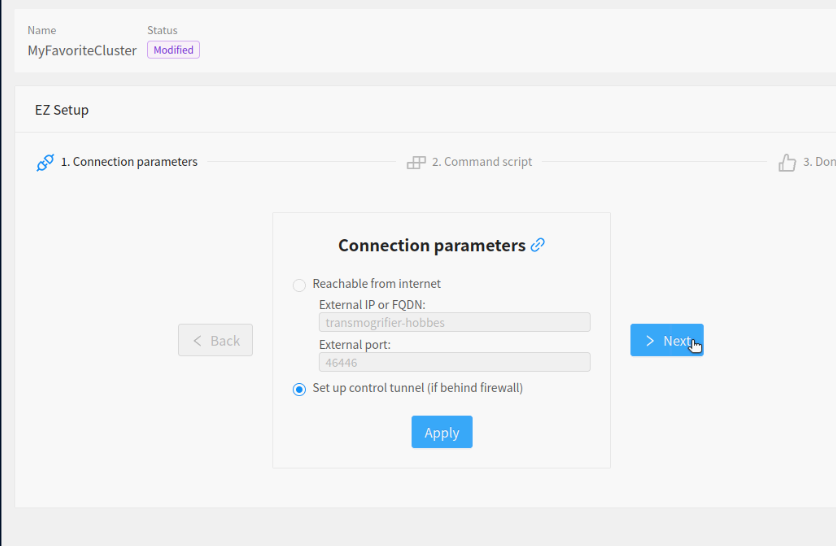 Name Status
MyFavoriteCluster Modified
EZ Setup
1. Connection parameters 2. Command script 3. Don
Connection parameters
Reachable from internet
External IP or FQDN:
transmogrifier-hobbes
Back Next
External port:
46446
Set up control tunnel (if behind firewall)
Apply